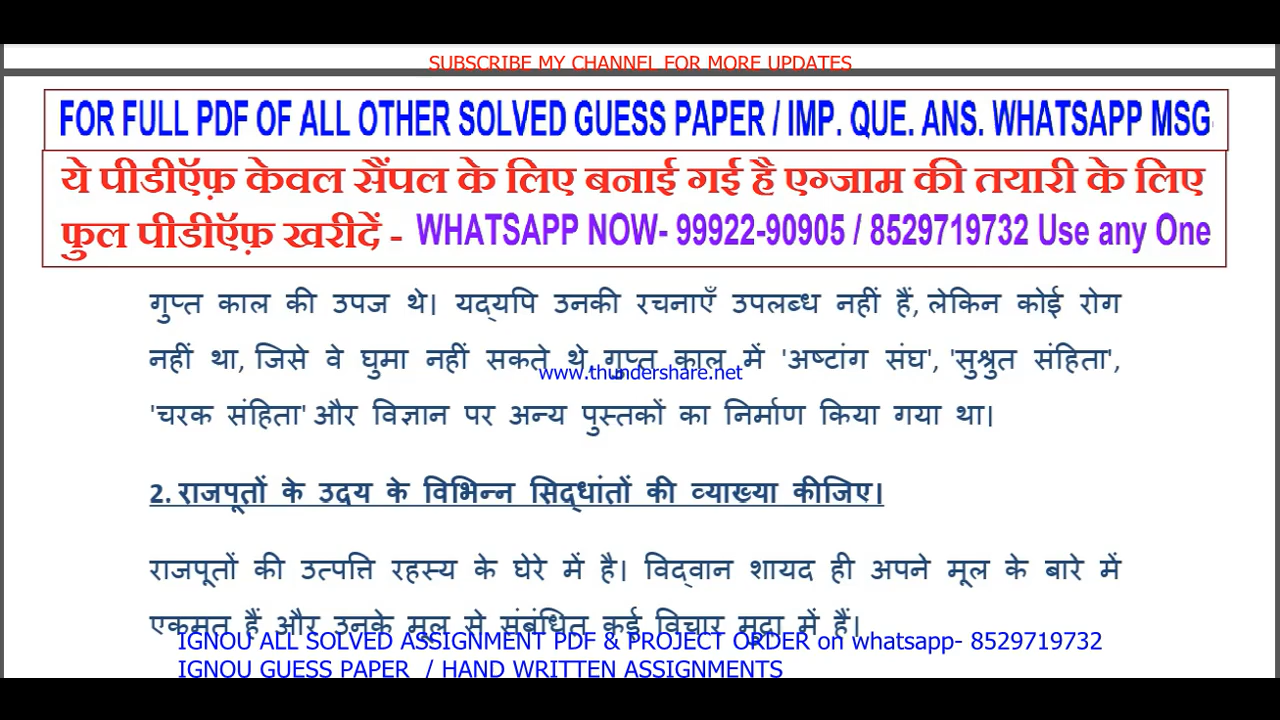 SUBSCRIBE MY CHANNEL FOR MORE UPDATES
FOR FULL PDF OF ALL OTHER SOLVED GUESS PAPER / IMP. QUE. ANS. WHATSAPP MSG
ये पीडीऍफ़ केवल सैंपल के लिए बनाई गई है एग्जाम की तयारी के लिए
फुल पीडीऍफ़ खरीदें - WHATSAPP NOW- 99922-90905 / 8529719732 Use any One
गुप्त काल की उपज थे। यद्यपि उनकी रचनाएँ उपलब्ध नहीं हैं, लेकिन कोई रोग
नहीं था, जिसे वे घुमा नहीं सकते थे, गुप्त काल में 'अष्टांग संघ', 'सुश्रुत संहिता',
www.thundershare.net
'चरक संहिता' और विज्ञान पर अन्य पुस्तकों का निर्माण किया गया था।
2. राजपूतों के उदय के विभिन्न सिद्धांतों की व्याख्या कीजिए।
राजपूतों की उत्पत्ति रहस्य के घेरे में है। विद्वान शायद ही अपने मूल के बारे में
एकमत हैं और उनके मूल से संबंधित कई विचार मुद्रा में हैं।
IGNOU ALL SOLVED ASSIGNMENT PDF & PROJECT ORDER on whatsapp- 8529719732
IGNOU GUESS PAPER / HAND WRITTEN ASSIGNMENTS